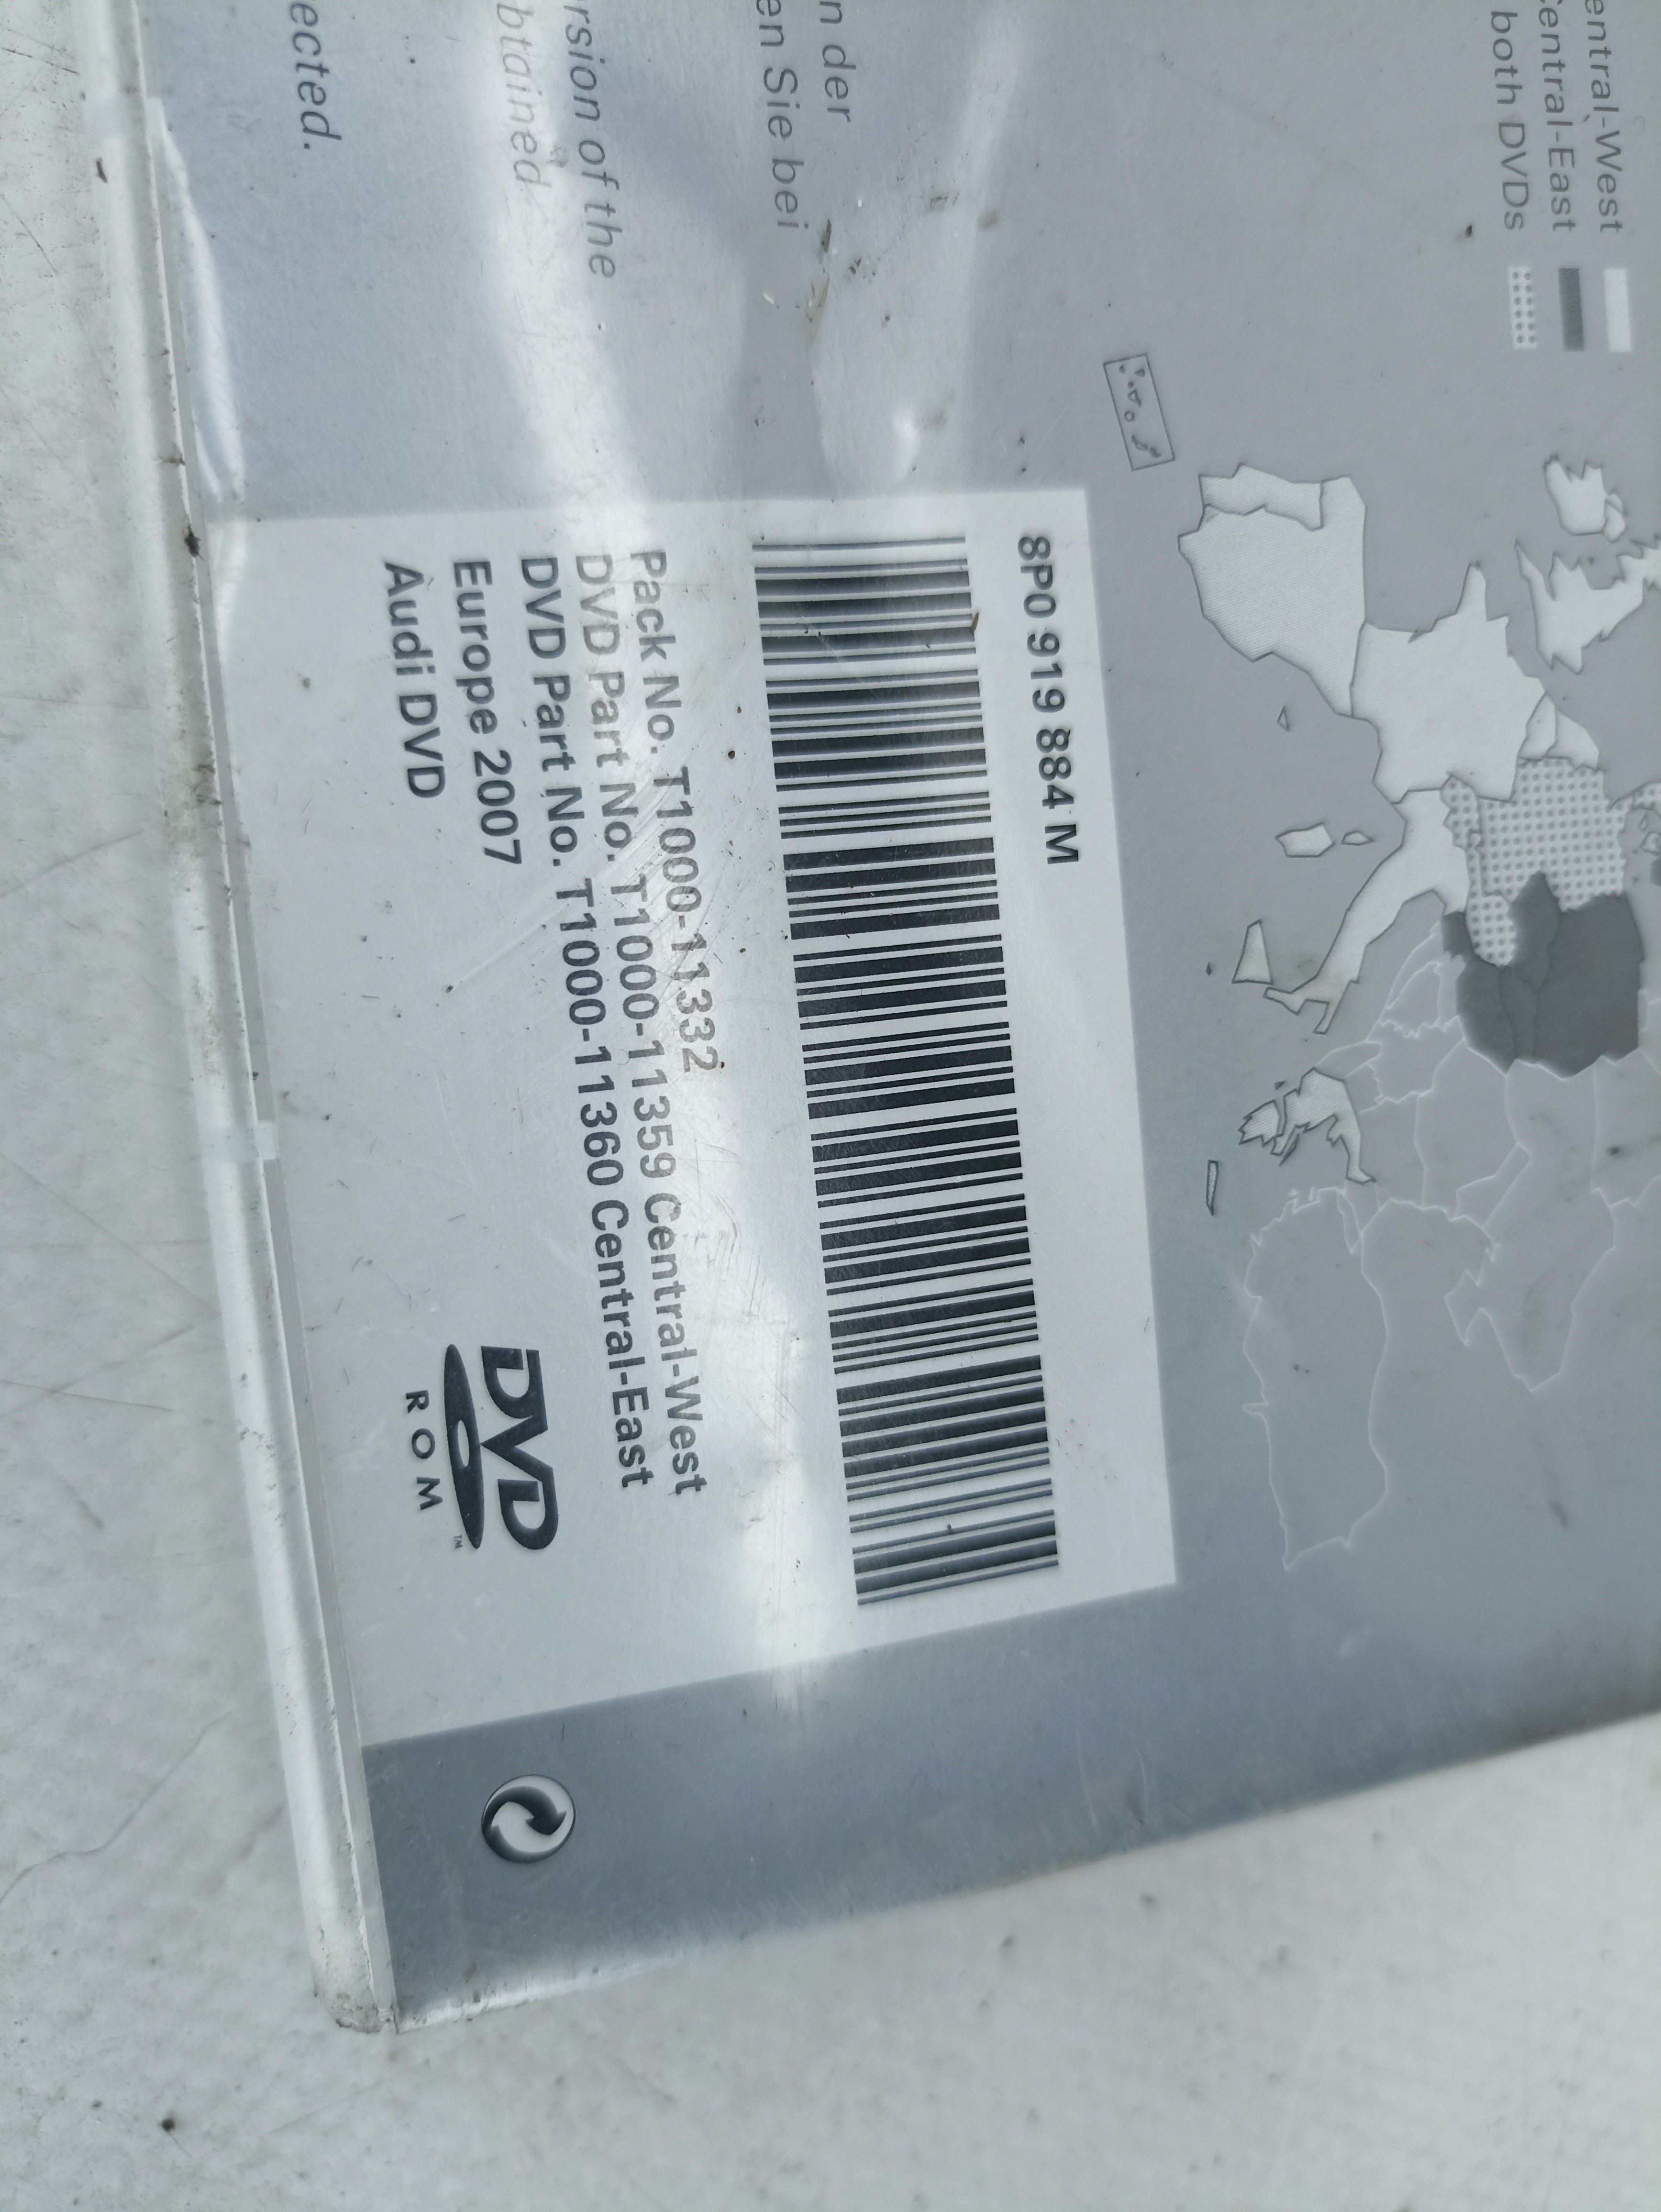 entral-West
entral-East
both DVDs
n der
en Sie bei
rsion of the
btained
ected.
8P0 919 884 M
Pack No. T1000-11332
DVD Part No. T1000-11359 Central-West
DVD Part No. T1000-11360 Central-East
Europe 2007
Audi DVD
DVD
ROM
TM